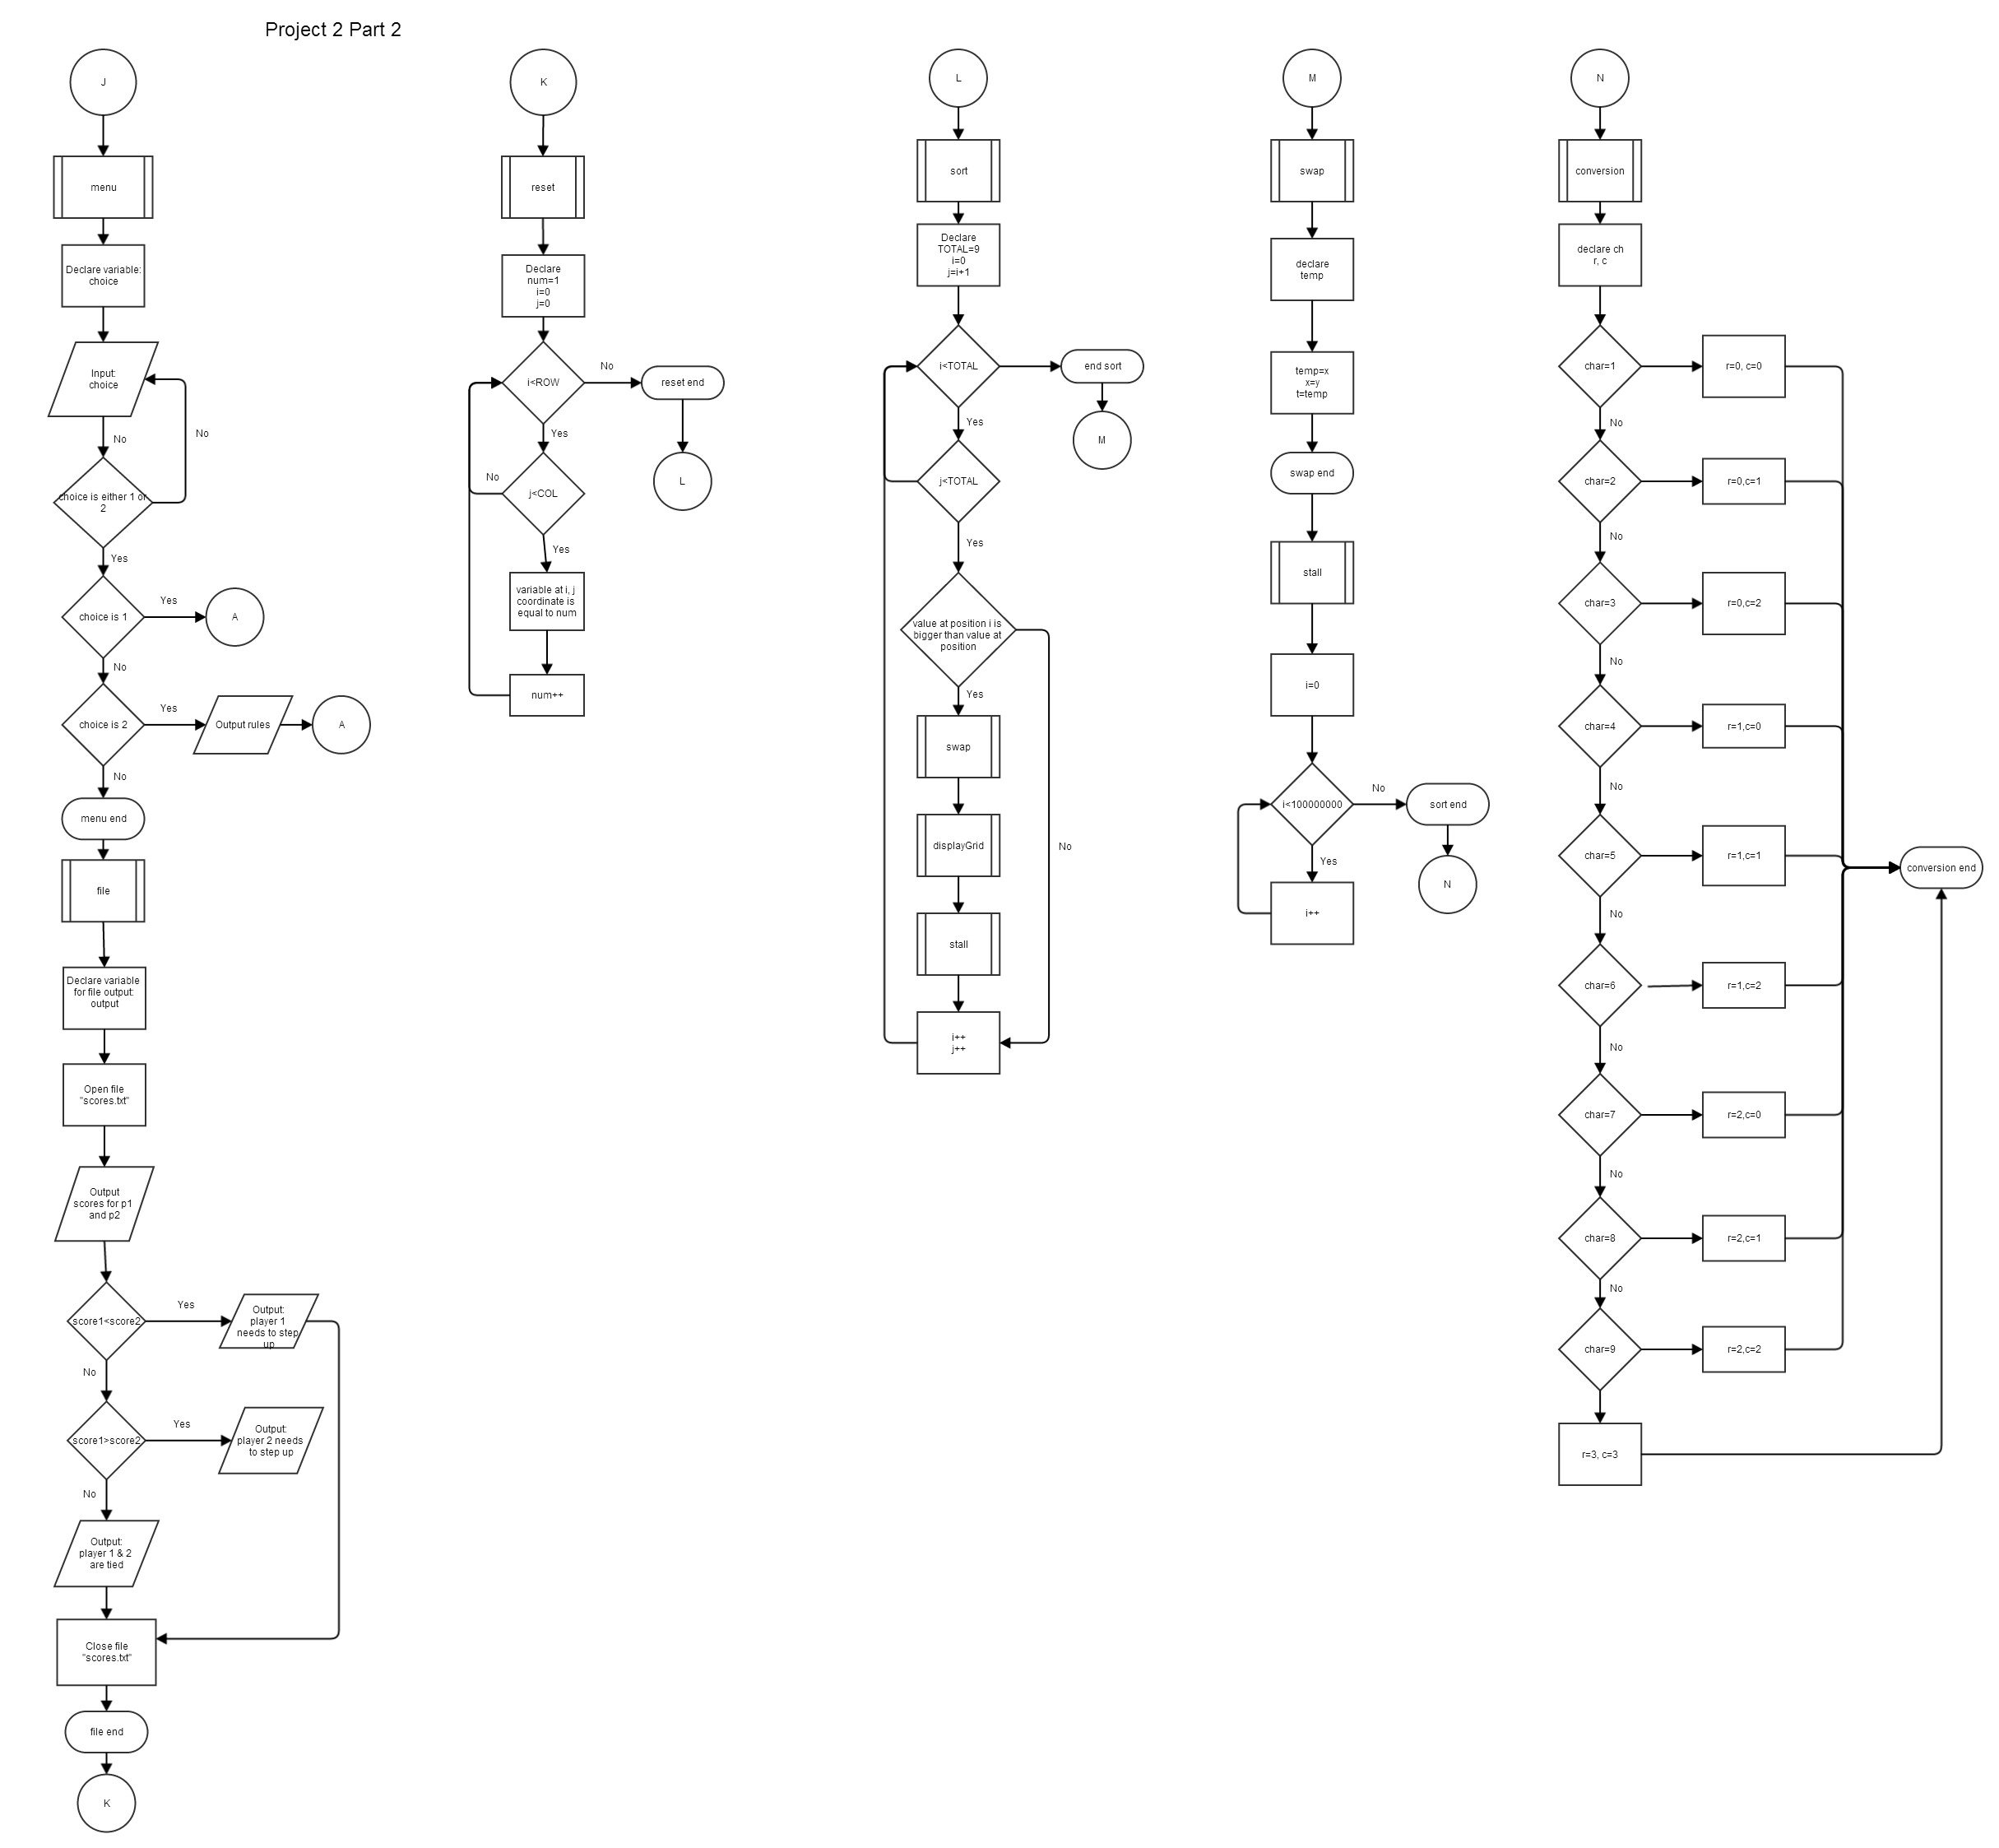 Project 2 Part 2
J
menu
Declare variable:
choice
Input:
choice
No
No
choice is either 1 or
2
Yes
choice is 1
Yes
A
No
choice is 2
Yes
Output rules
A
No
menu end
file
Declare variable
for file output:
output
Open file
"scores.txt"
Output
scores for p1
and p2
score1<score2
Yes
Output:
player 1
needs to step
up
No
score1>score2
Yes
Output:
player 2 needs
to step up
No
Output:
player 1 & 2
are tied
Close file
"scores.txt"
file end
K
K
reset
Declare
num=1
i=0
j=0
i<ROW
No
reset end
L
Yes
No
j<COL
Yes
variable at i, j
coordinate is
equal to num
num++
L
sort
Declare
TOTAL=9
i=0
j=i+1
i<TOTAL
end sort
M
Yes
j<TOTAL
Yes
value at position i is
bigger than value at
position
Yes
swap
displayGrid
No
stall
i++
j++
M
swap
declare
temp
temp=x
x=y
t=temp
swap end
stall
i=0
i<100000000
No
sort end
N
Yes
i++
N
conversion
declare ch
r, c
char=1
r=0, c=0
No
char=2
r=0,c=1
No
char=3
r=0,c=2
No
char=4
r=1,c=0
No
char=5
r=1,c=1
conversion end
No
char=6
r=1,c=2
No
char=7
r=2,c=0
No
char=8
r=2,c=1
No
char=9
r=2,c=2
r=3, c=3